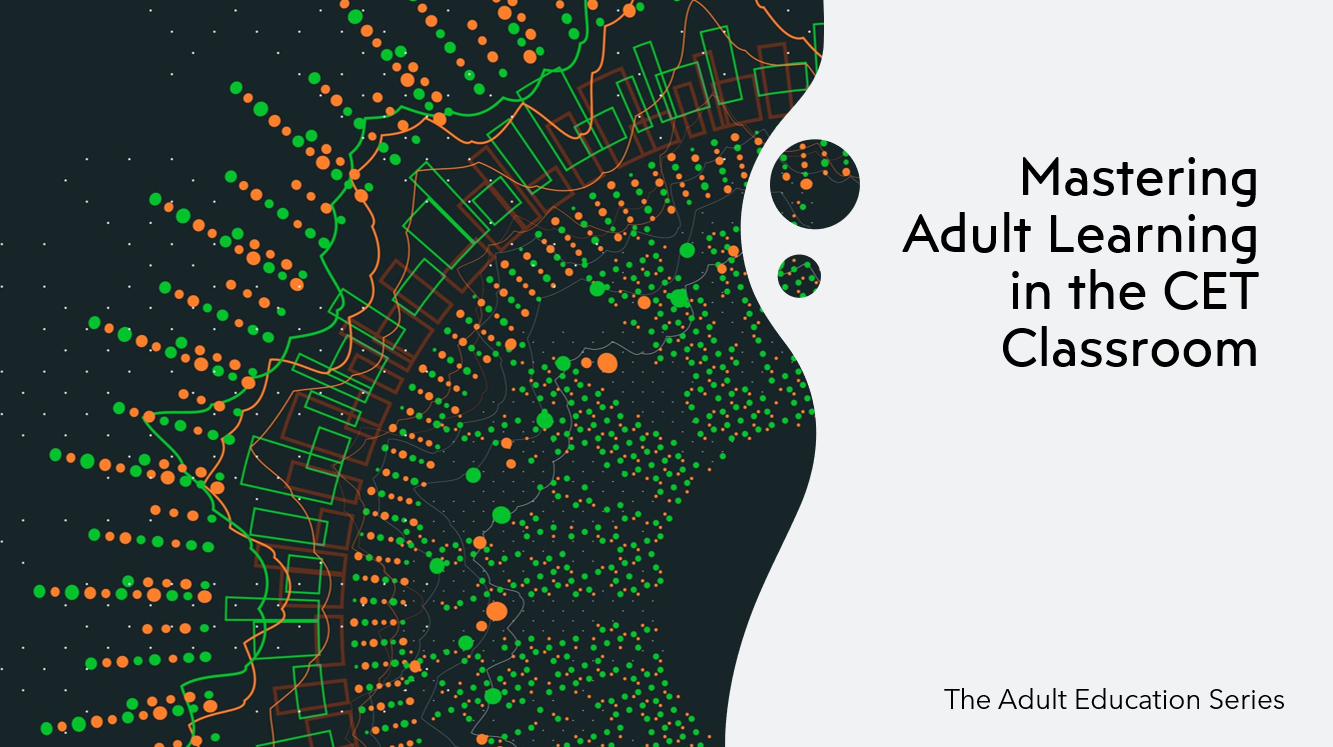 Mastering
Adult Learning
in the CET
Classroom
The Adult Education Series